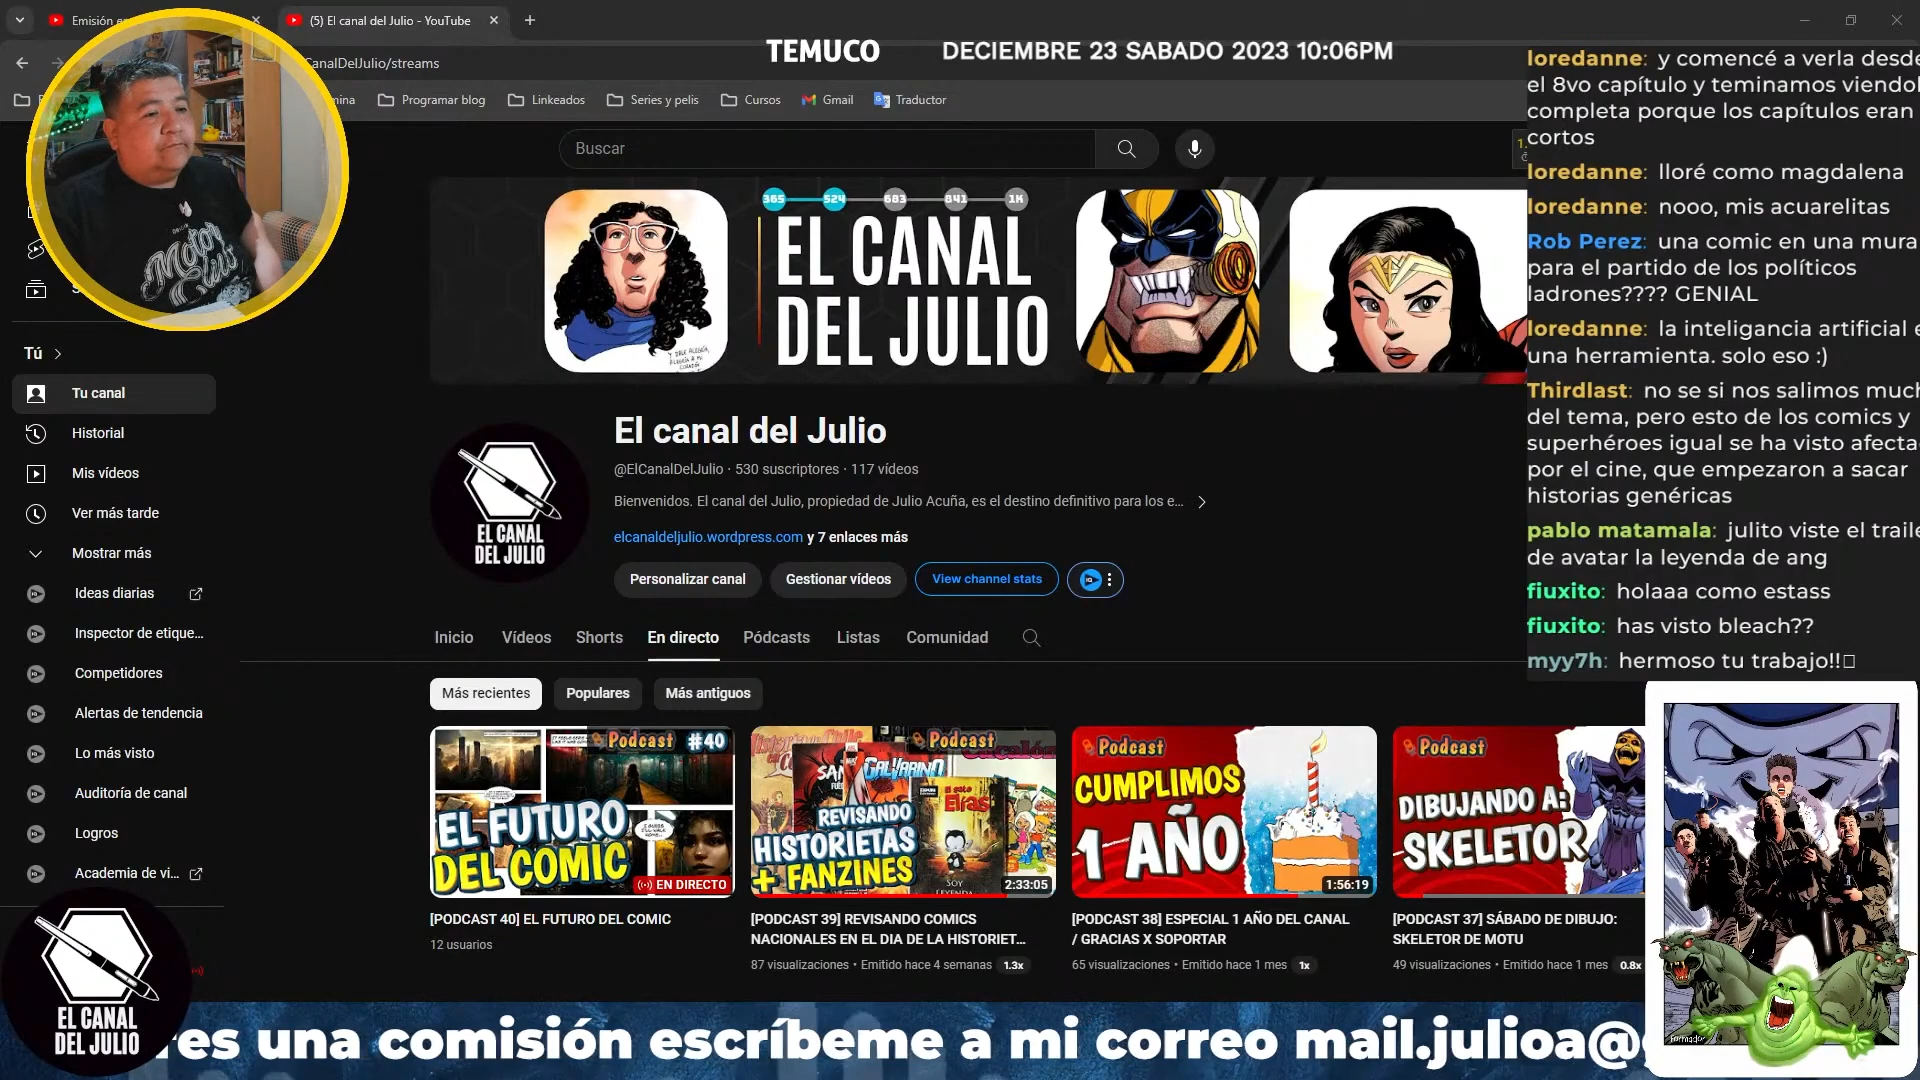 Emisión e
(5) El canal del Julio - YouTube
TEMUCO
DECIEMBRE 23 SABADO 2023 10:06PM
CanalDelJulio/streams
Programar blog
Linkeados
Series y pelis
Cursos
Gmail
Traductor
Buscar
365
524
683
841
1K
EL CANAL
DEL JULIO
Y DALE ALEGRÍA,
ALEGRÍA A MI
CORAZÓN
loredanne: y comencé a verla desde
el 8vo capítulo y teminamos viendol
completa porque los capítulos eran
cortos
loredanne: lloré como magdalena
loredanne: nooo, mis acuarelitas
Rob Perez: una comic en una mura
para el partido de los políticos
ladrones???? GENIAL
loredanne: la inteligancia artificial e
una herramienta. solo eso :)
Thirdlast: no se si nos salimos much
del tema, pero esto de los comics y
superhéroes igual se ha visto afecta
por el cine, que empezaron a sacar
historias genéricas
pablo matamala: julito viste el traile
de avatar la leyenda de ang
fiuxito: holaaa como estass
fiuxito: has visto bleach??
myy7h: hermoso tu trabajo!!
Motor
Tú
Tu canal
Historial
Mis vídeos
Ver más tarde
Mostrar más
Ideas diarias
Inspector de etique...
Competidores
Alertas de tendencia
Lo más visto
Auditoría de canal
Logros
Academia de vi...
EL CANAL
DEL JULIO
El canal del Julio
@ElCanalDelJulio · 530 suscriptores · 117 vídeos
Bienvenidos. El canal del Julio, propiedad de Julio Acuña, es el destino definitivo para los e...
elcanaldeljulio.wordpress.com y 7 enlaces más
Personalizar canal
Gestionar vídeos
View channel stats
Inicio
Vídeos
Shorts
En directo
Pódcasts
Listas
Comunidad
Más recientes
Populares
Más antiguos
Podcast #40
EL FUTURO
DEL COMIC
EN DIRECTO
[PODCAST 40] EL FUTURO DEL COMIC
12 usuarios
Podcast
GALVARINO
Elías
REVISANDO
HISTORIETAS
+ FANZINES
SOY
LEYENDA
2:33:05
[PODCAST 39] REVISANDO COMICS
NACIONALES EN EL DIA DE LA HISTORIET...
87 visualizaciones • Emitido hace 4 semanas 1.3x
Podcast
CUMPLIMOS
1 AÑO
1:56:19
[PODCAST 38] ESPECIAL 1 AÑO DEL CANAL
/ GRACIAS X SOPORTAR
65 visualizaciones • Emitido hace 1 mes 1x
Podcast
DIBUJANDO A:
SKELETOR
[PODCAST 37] SÁBADO DE DIBUJO:
SKELETOR DE MOTU
49 visualizaciones • Emitido hace 1 mes 0.8x
EL CANAL
DEL JULIO
res una comisión escríbeme a mi correo mail.julioa@